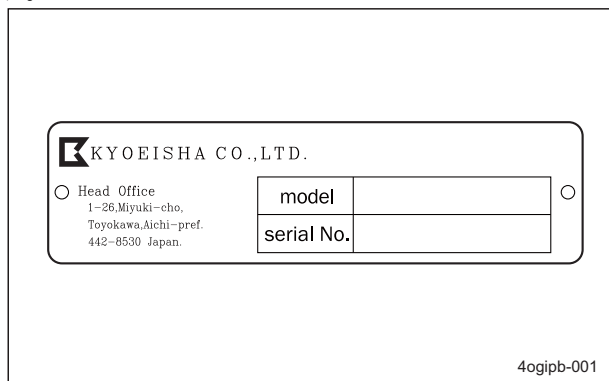 KYOEISHA CO.,LTD.
Head Office
1-26,Miyuki-cho,
Toyokawa,Aichi-pref.
442-8530 Japan.
model
serial No.
4ogipb-001